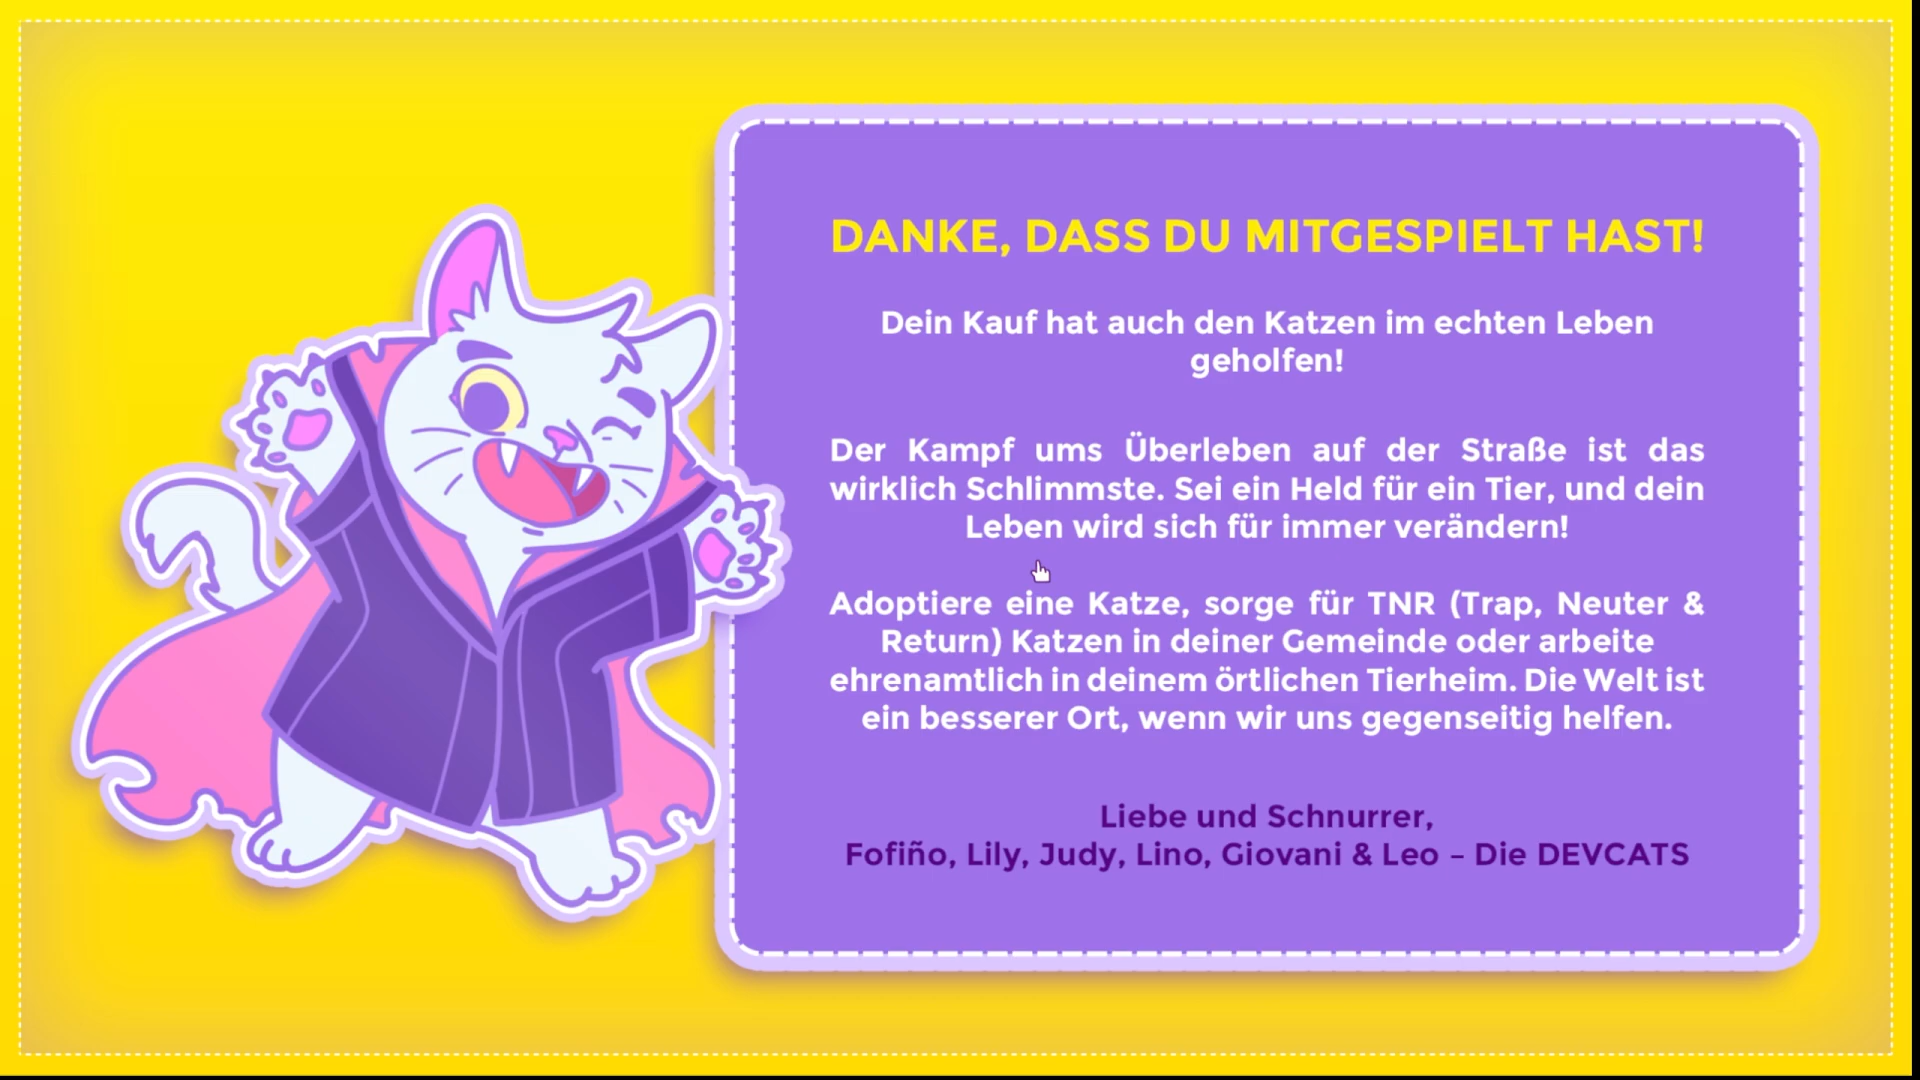 DANKE, DASS DU MITGESPIELT HAST!
Dein Kauf hat auch den Katzen im echten Leben
geholfen!
Der Kampf ums Überleben auf der Straße ist das
wirklich Schlimmste. Sei ein Held für ein Tier, und dein
Leben wird sich für immer verändern!
Adoptiere eine Katze, sorge für TNR (Trap, Neuter &
Return) Katzen in deiner Gemeinde oder arbeite
ehrenamtlich in deinem örtlichen Tierheim. Die Welt ist
ein besserer Ort, wenn wir uns gegenseitig helfen.
Liebe und Schnurrer,
Fofiño, Lily, Judy, Lino, Giovani & Leo – Die DEVCATS